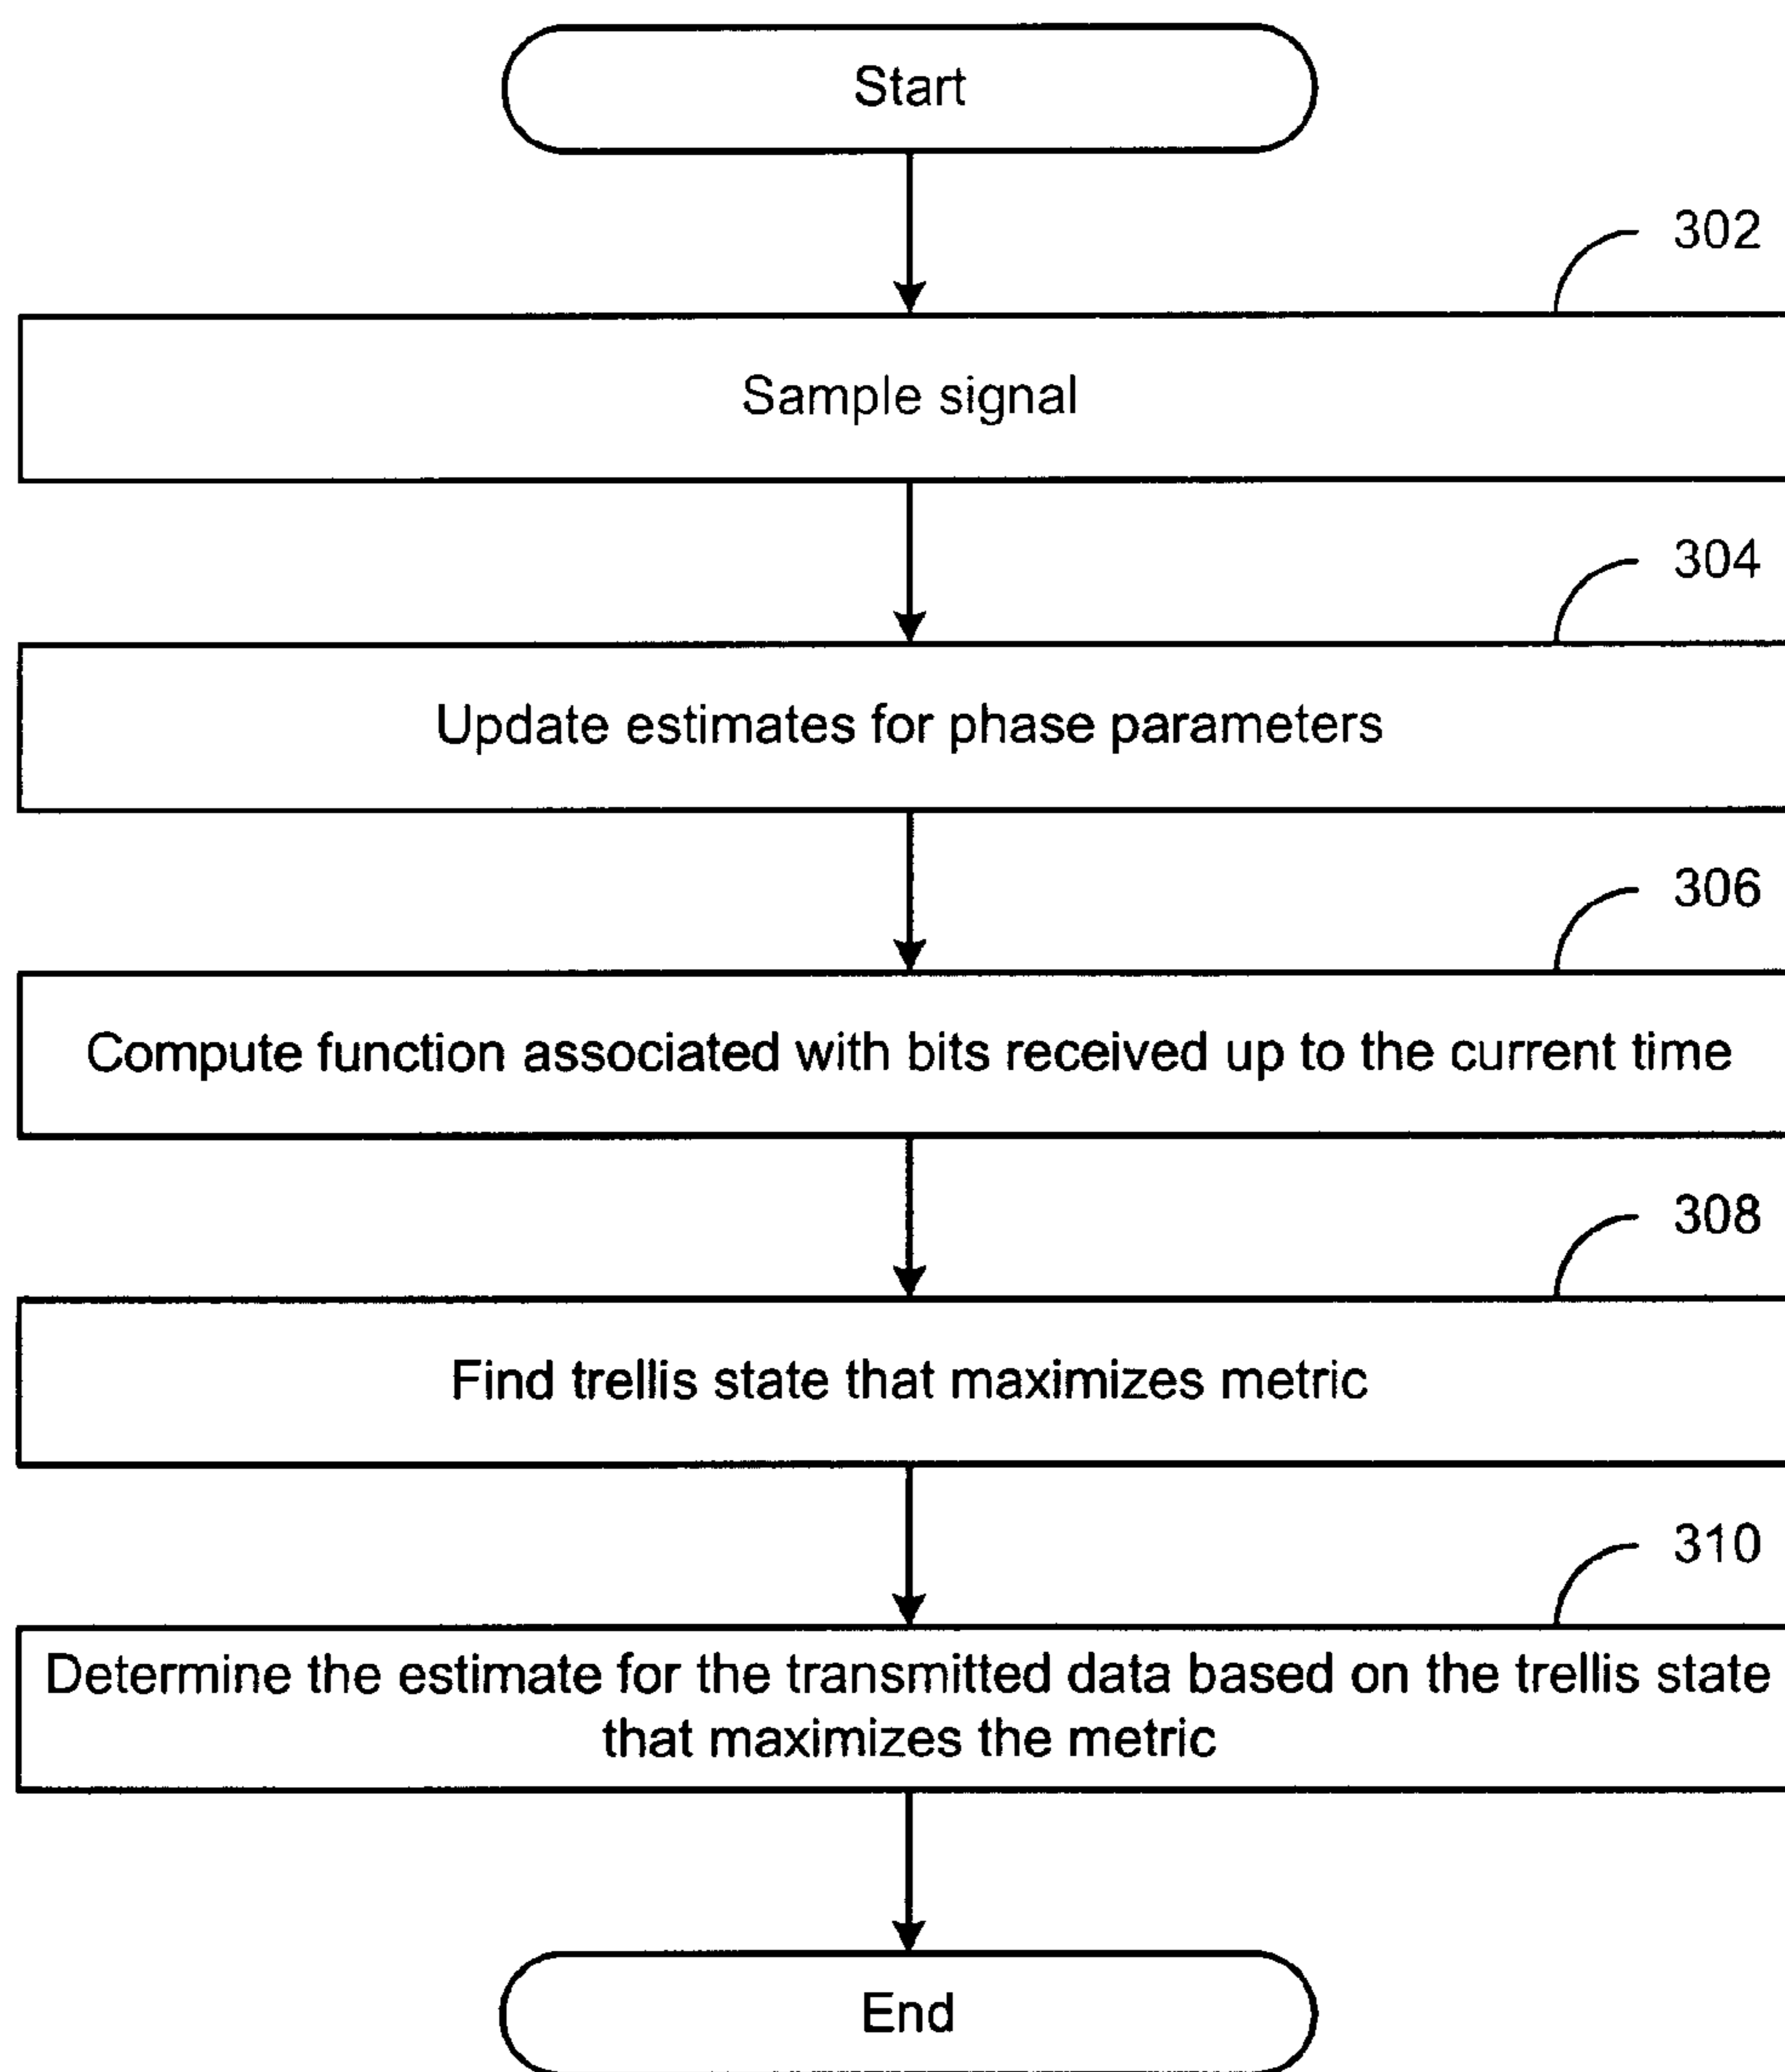 Start
302
Sample signal
304
Update estimates for phase parameters
306
Compute function associated with bits received up to the current time
308
Find trellis state that maximizes metric
310
Determine the estimate for the transmitted data based on the trellis state
that maximizes the metric
End